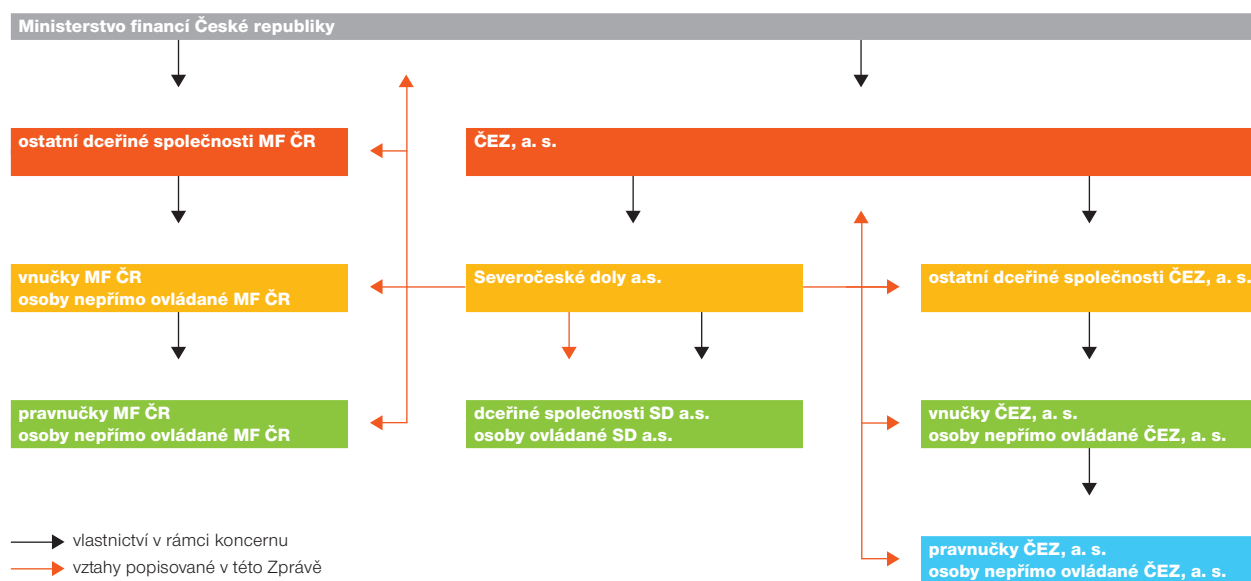 Ministerstvo financí České republiky
ostatní dceřiné společnosti MF ČR
ČEZ, a. s.
vnučky MF ČR
osoby nepřímo ovládané MF ČR
Severočeské doly a.s.
ostatní dceřiné společnosti ČEZ, a. s.
pravnučky MF ČR
osoby nepřímo ovládané MF ČR
dceřiné společnosti SD a.s.
osoby ovládané SD a.s.
vnučky ČEZ, a. s.
osoby nepřímo ovládané ČEZ, a. s.
vlastnictví v rámci koncernu
vztahy popisované v této Zprávě
pravnučky ČEZ, a. s.
osoby nepřímo ovládané ČEZ, a. s.